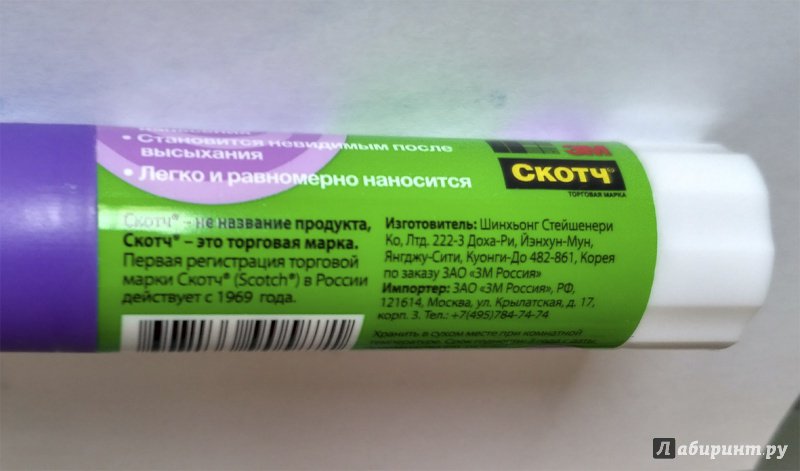 • Становится невидимым после
высыхания
• Легко и равномерно наносится
3M
Скотч®
ТОРГОВАЯ МАРКА
Скотч® – не название продукта,
Скотч® – это торговая марка.
Первая регистрация торговой
марки Скотч® (Scotch®) в России
действует с 1969 года.
Изготовитель: Шинхьонг Стейшенери
Ко, Лтд. 222-3 Доха-Ри, Йэнхун-Мун,
Янгджу-Сити, Куонги-До 482-861, Корея
по заказу ЗАО «3М Россия»
Импортер: ЗАО «3М Россия», РФ,
121614, Москва, ул. Крылатская, д. 17,
корп. 3. Тел.: +7(495)784-74-74
Хранить в сухом месте при комнатной
температуре. Срок годности
Лабиринт.ру